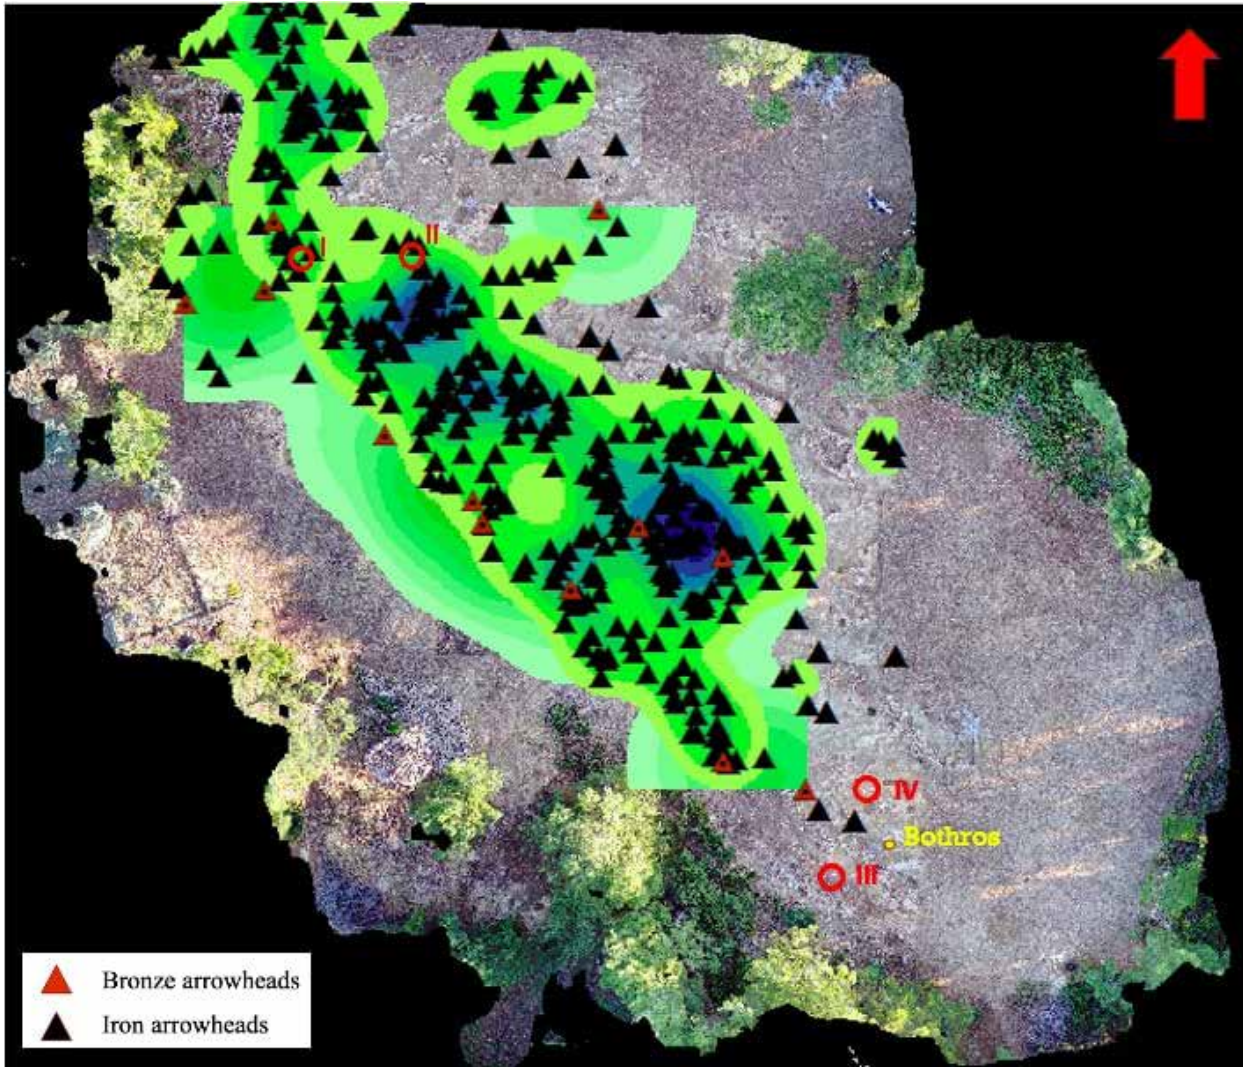 I
II
IV
Bothros
III
Bronze arrowheads
Iron arrowheads